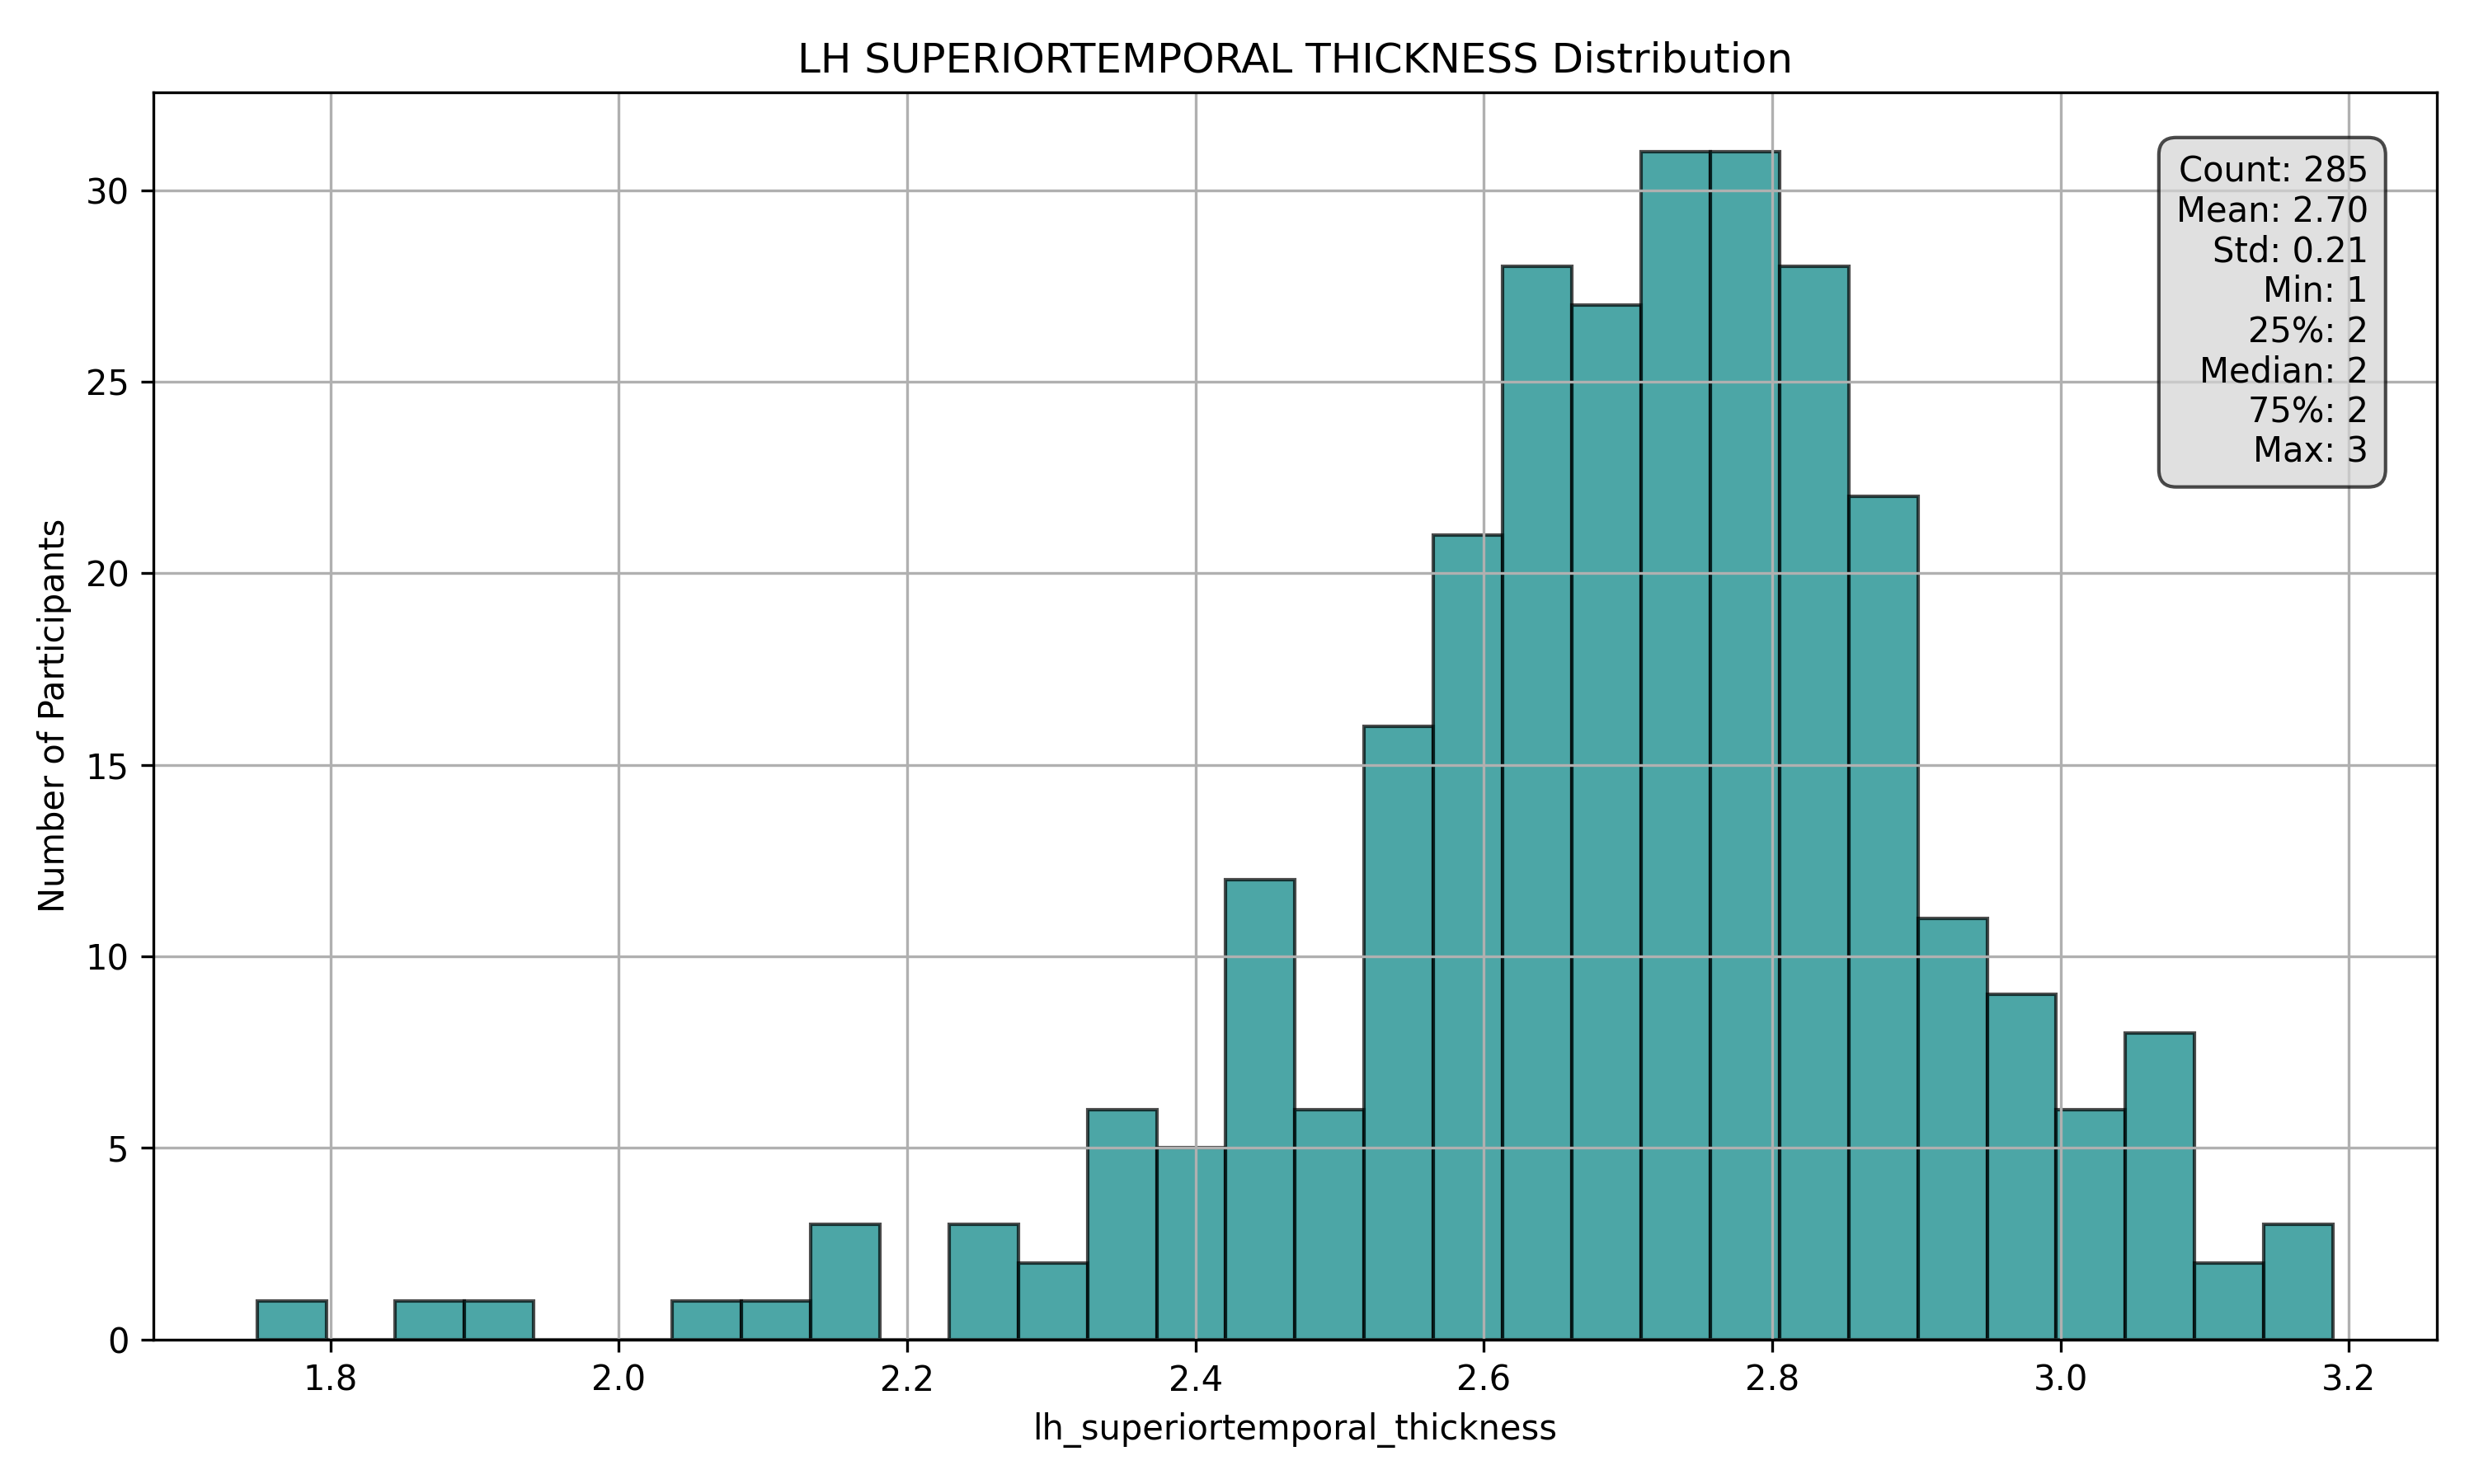 LH SUPERIORTEMPORAL THICKNESS Distribution
Number of Participants
30
25
20
15
10
5
0
Count: 285
Mean: 2.70
Std: 0.21
Min: 1
25%: 2
Median: 2
75%: 2
Max: 3
1.8 2.0 2.2 2.4 2.6 2.8 3.0 3.2
lh_superiortemporal_thickness